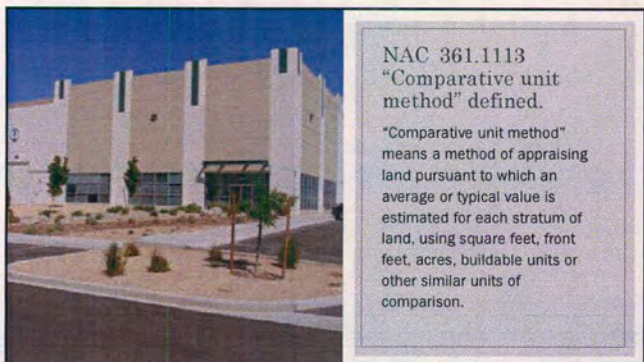 NAC 361.1113
“Comparative unit
method” defined.
“Comparative unit method”
means a method of appraising
land pursuant to which an
average or typical value is
estimated for each stratum of
land, using square feet, front
feet, acres, buildable units or
other similar units of
comparison.